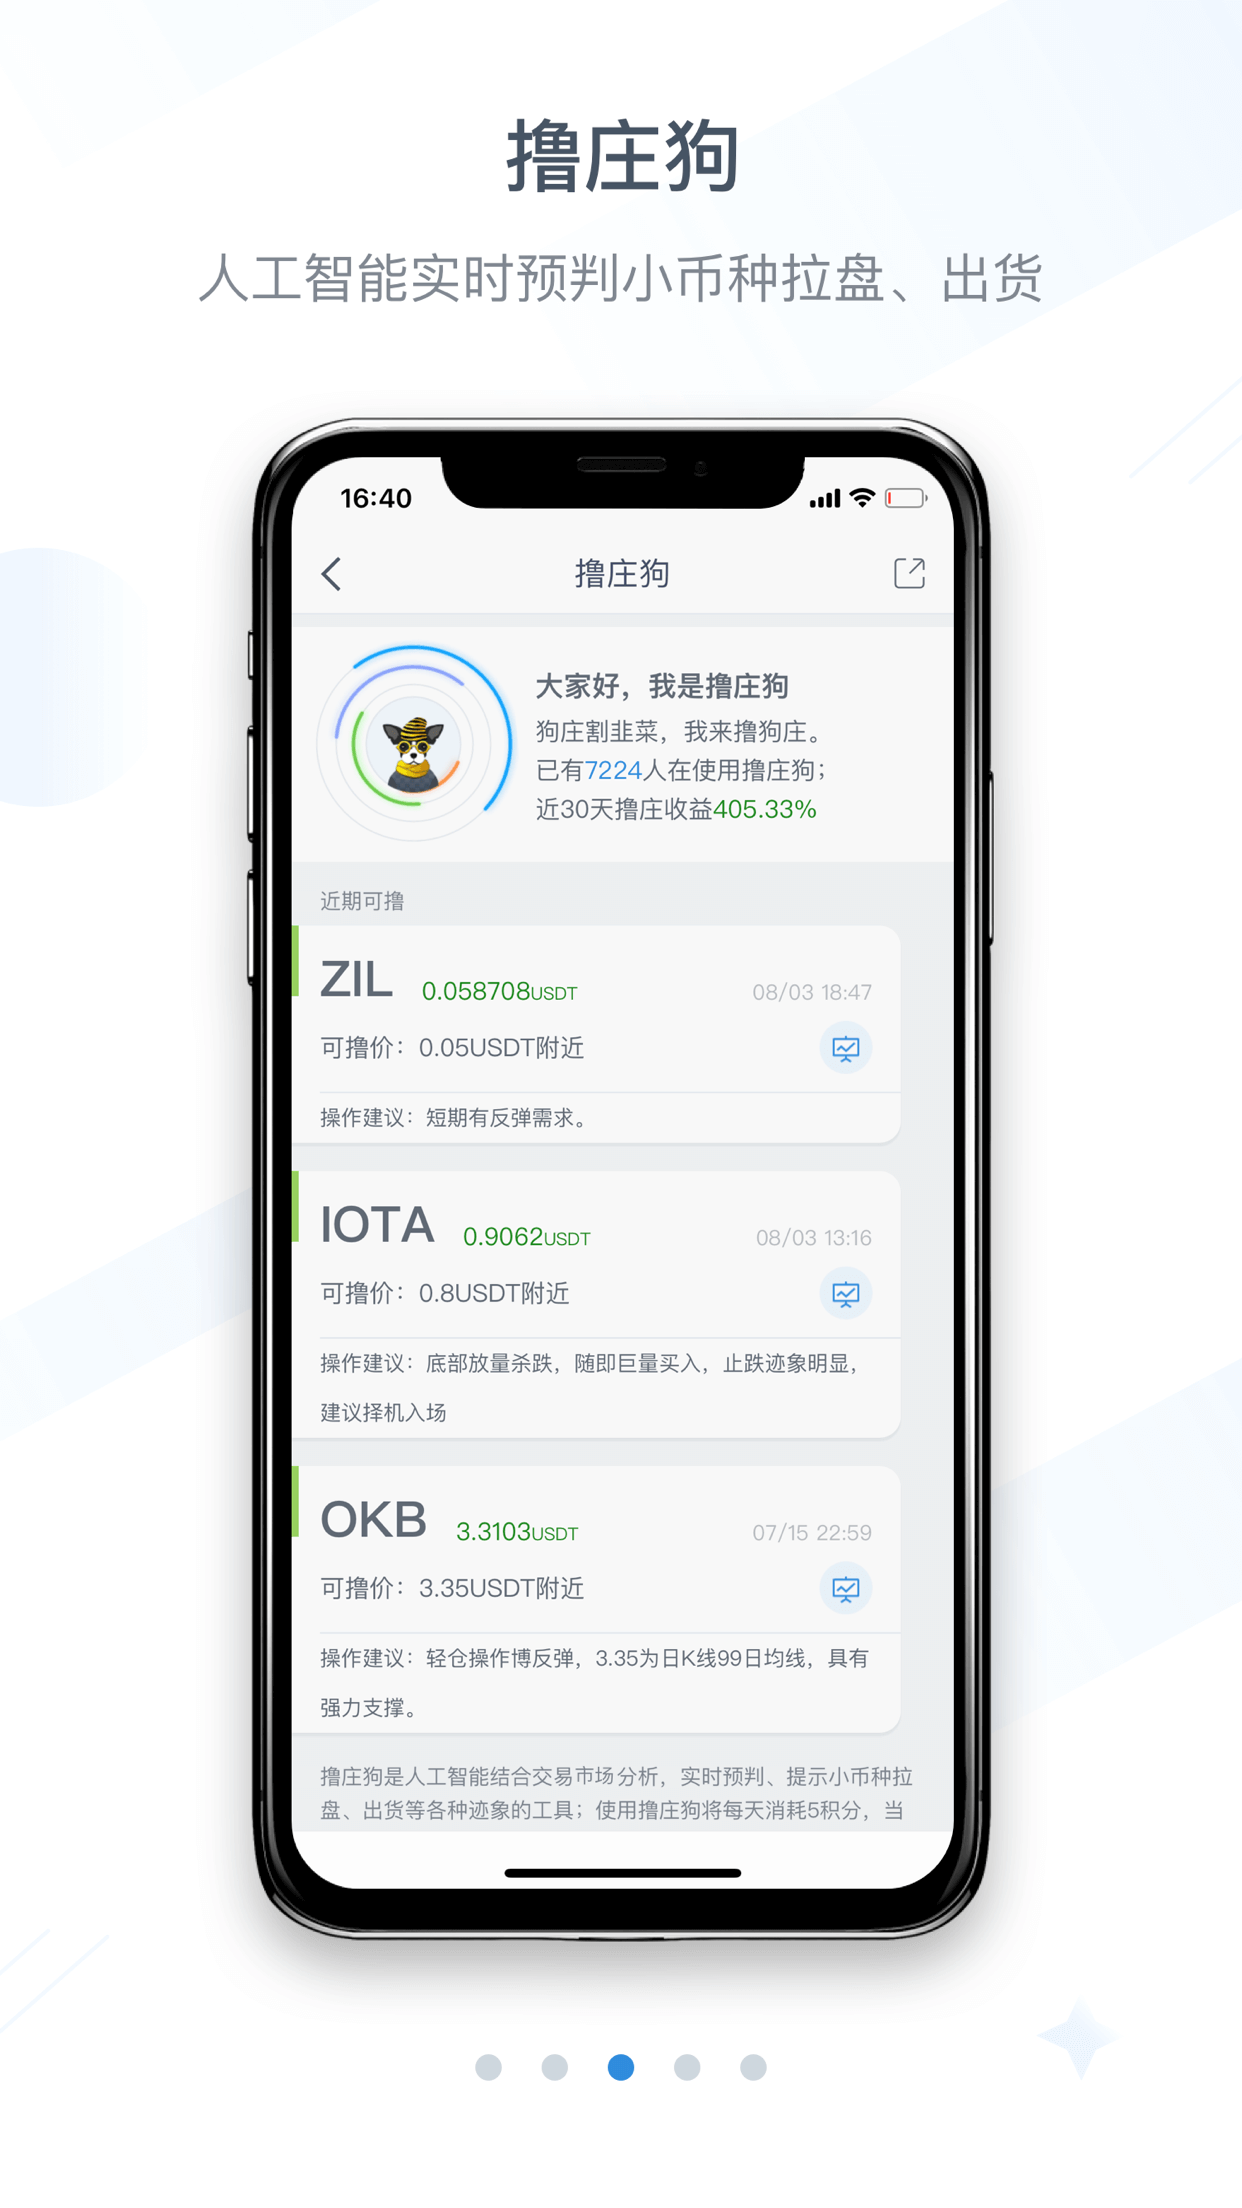 撸庄狗
人工智能实时预判小币种拉盘、出货
16:40
撸庄狗
大家好，我是撸庄狗
狗庄割韭菜，我来撸狗庄。
已有7224人在使用撸庄狗；
近30天撸庄收益405.33%
近期可撸
ZIL 0.058708USDT 08/03 18:47
可撸价：0.05USDT附近
操作建议：短期有反弹需求。
IOTA 0.9062USDT 08/03 13:16
可撸价：0.8USDT附近
操作建议：底部放量杀跌，随即巨量买入，止跌迹象明显，
建议择机入场
OKB 3.3103USDT 07/15 22:59
可撸价：3.35USDT附近
操作建议：轻仓操作博反弹，3.35为日K线99日均线，具有
强力支撑。
撸庄狗是人工智能结合交易市场分析，实时预判、提示小币种拉
盘、出货等各种迹象的工具；使用撸庄狗将每天消耗5积分，当